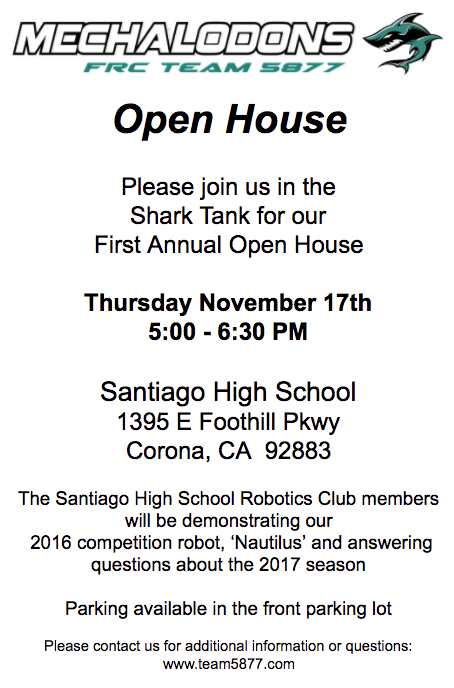 MECHALODONS
FRC TEAM 5877
Open House
Please join us in the
Shark Tank for our
First Annual Open House
Thursday November 17th
5:00 - 6:30 PM
Santiago High School
1395 E Foothill Pkwy
Corona, CA  92883
The Santiago High School Robotics Club members
will be demonstrating our
2016 competition robot, ‘Nautilus’ and answering
questions about the 2017 season
Parking available in the front parking lot
Please contact us for additional information or questions:
www.team5877.com